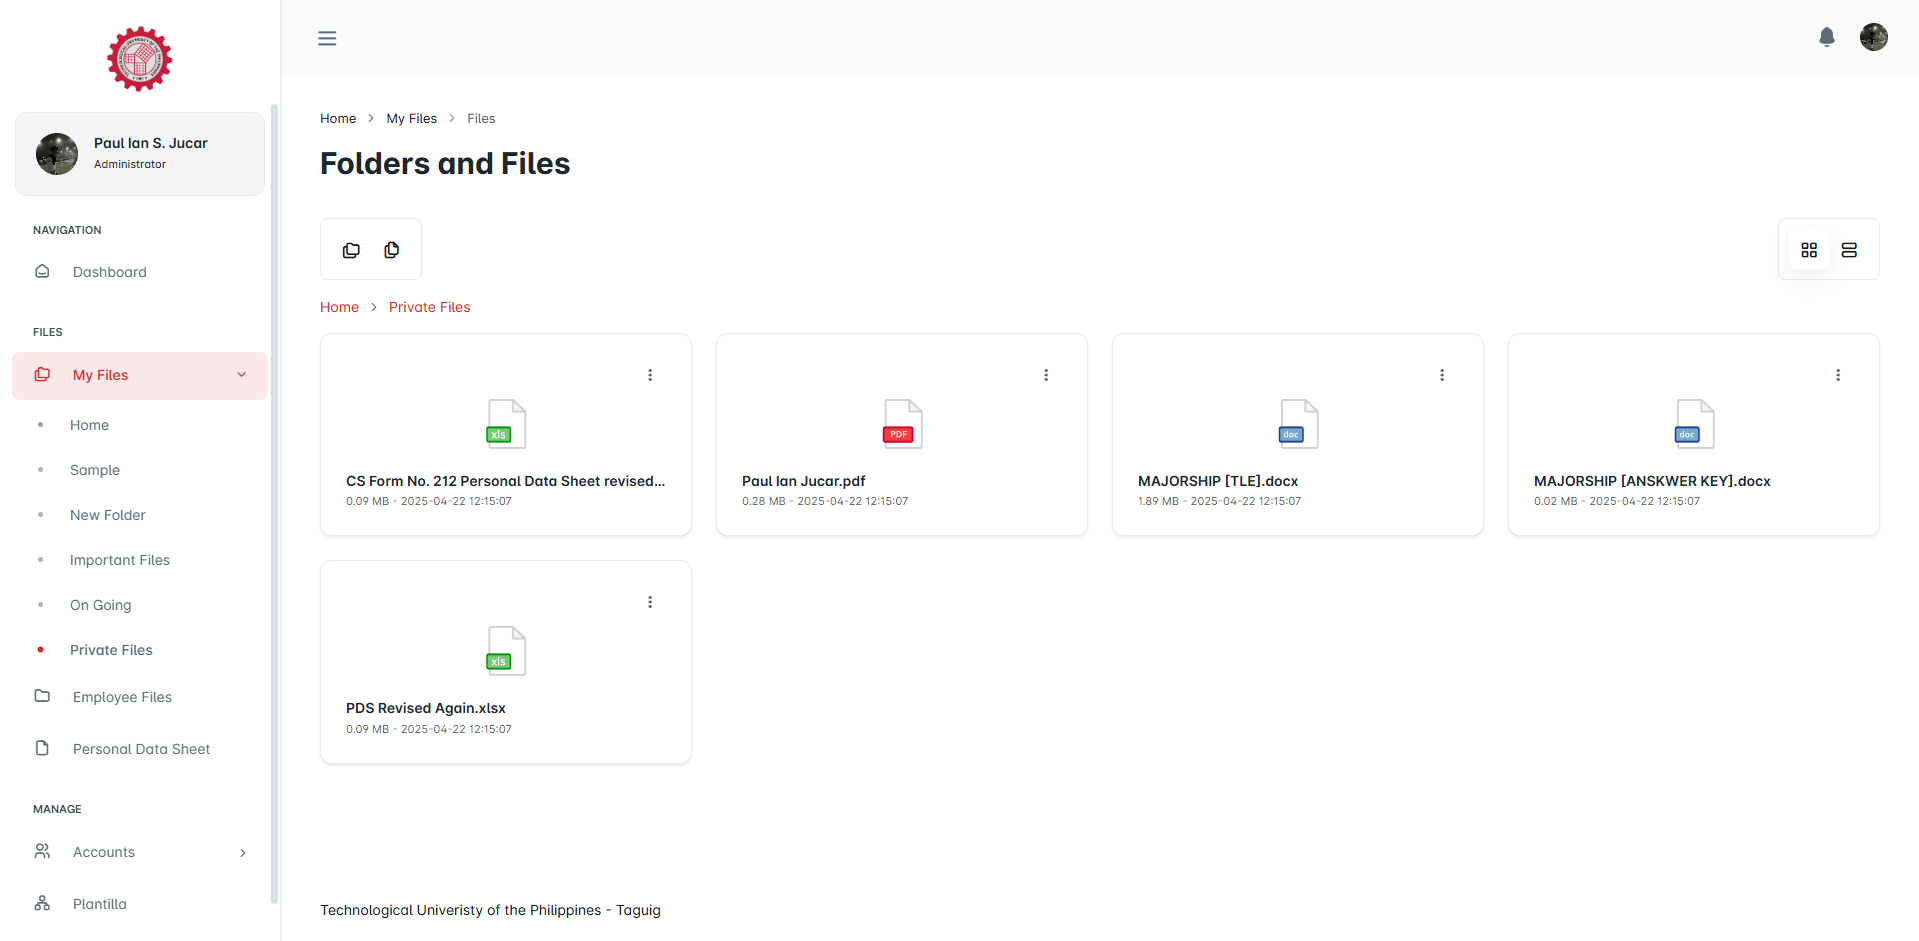 Paul Ian S. Jucar
Administrator
NAVIGATION
Dashboard
FILES
My Files
Home
Sample
New Folder
Important Files
On Going
Private Files
Employee Files
Personal Data Sheet
MANAGE
Accounts
Plantilla
Home > My Files > Files
Folders and Files
Home > Private Files
xls
CS Form No. 212 Personal Data Sheet revised...
0.09 MB - 2025-04-22 12:15:07
PDF
Paul Ian Jucar.pdf
0.28 MB - 2025-04-22 12:15:07
doc
MAJORSHIP [TLE].docx
1.89 MB - 2025-04-22 12:15:07
doc
MAJORSHIP [ANSKWER KEY].docx
0.02 MB - 2025-04-22 12:15:07
xls
PDS Revised Again.xlsx
0.09 MB - 2025-04-22 12:15:07
Technological Univeristy of the Philippines - Taguig